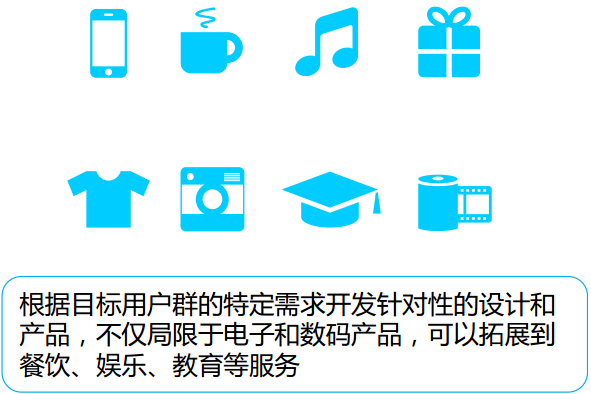 根据目标用户群的特定需求开发针对性的设计和
产品，不仅局限于电子和数码产品，可以拓展到
餐饮、娱乐、教育等服务